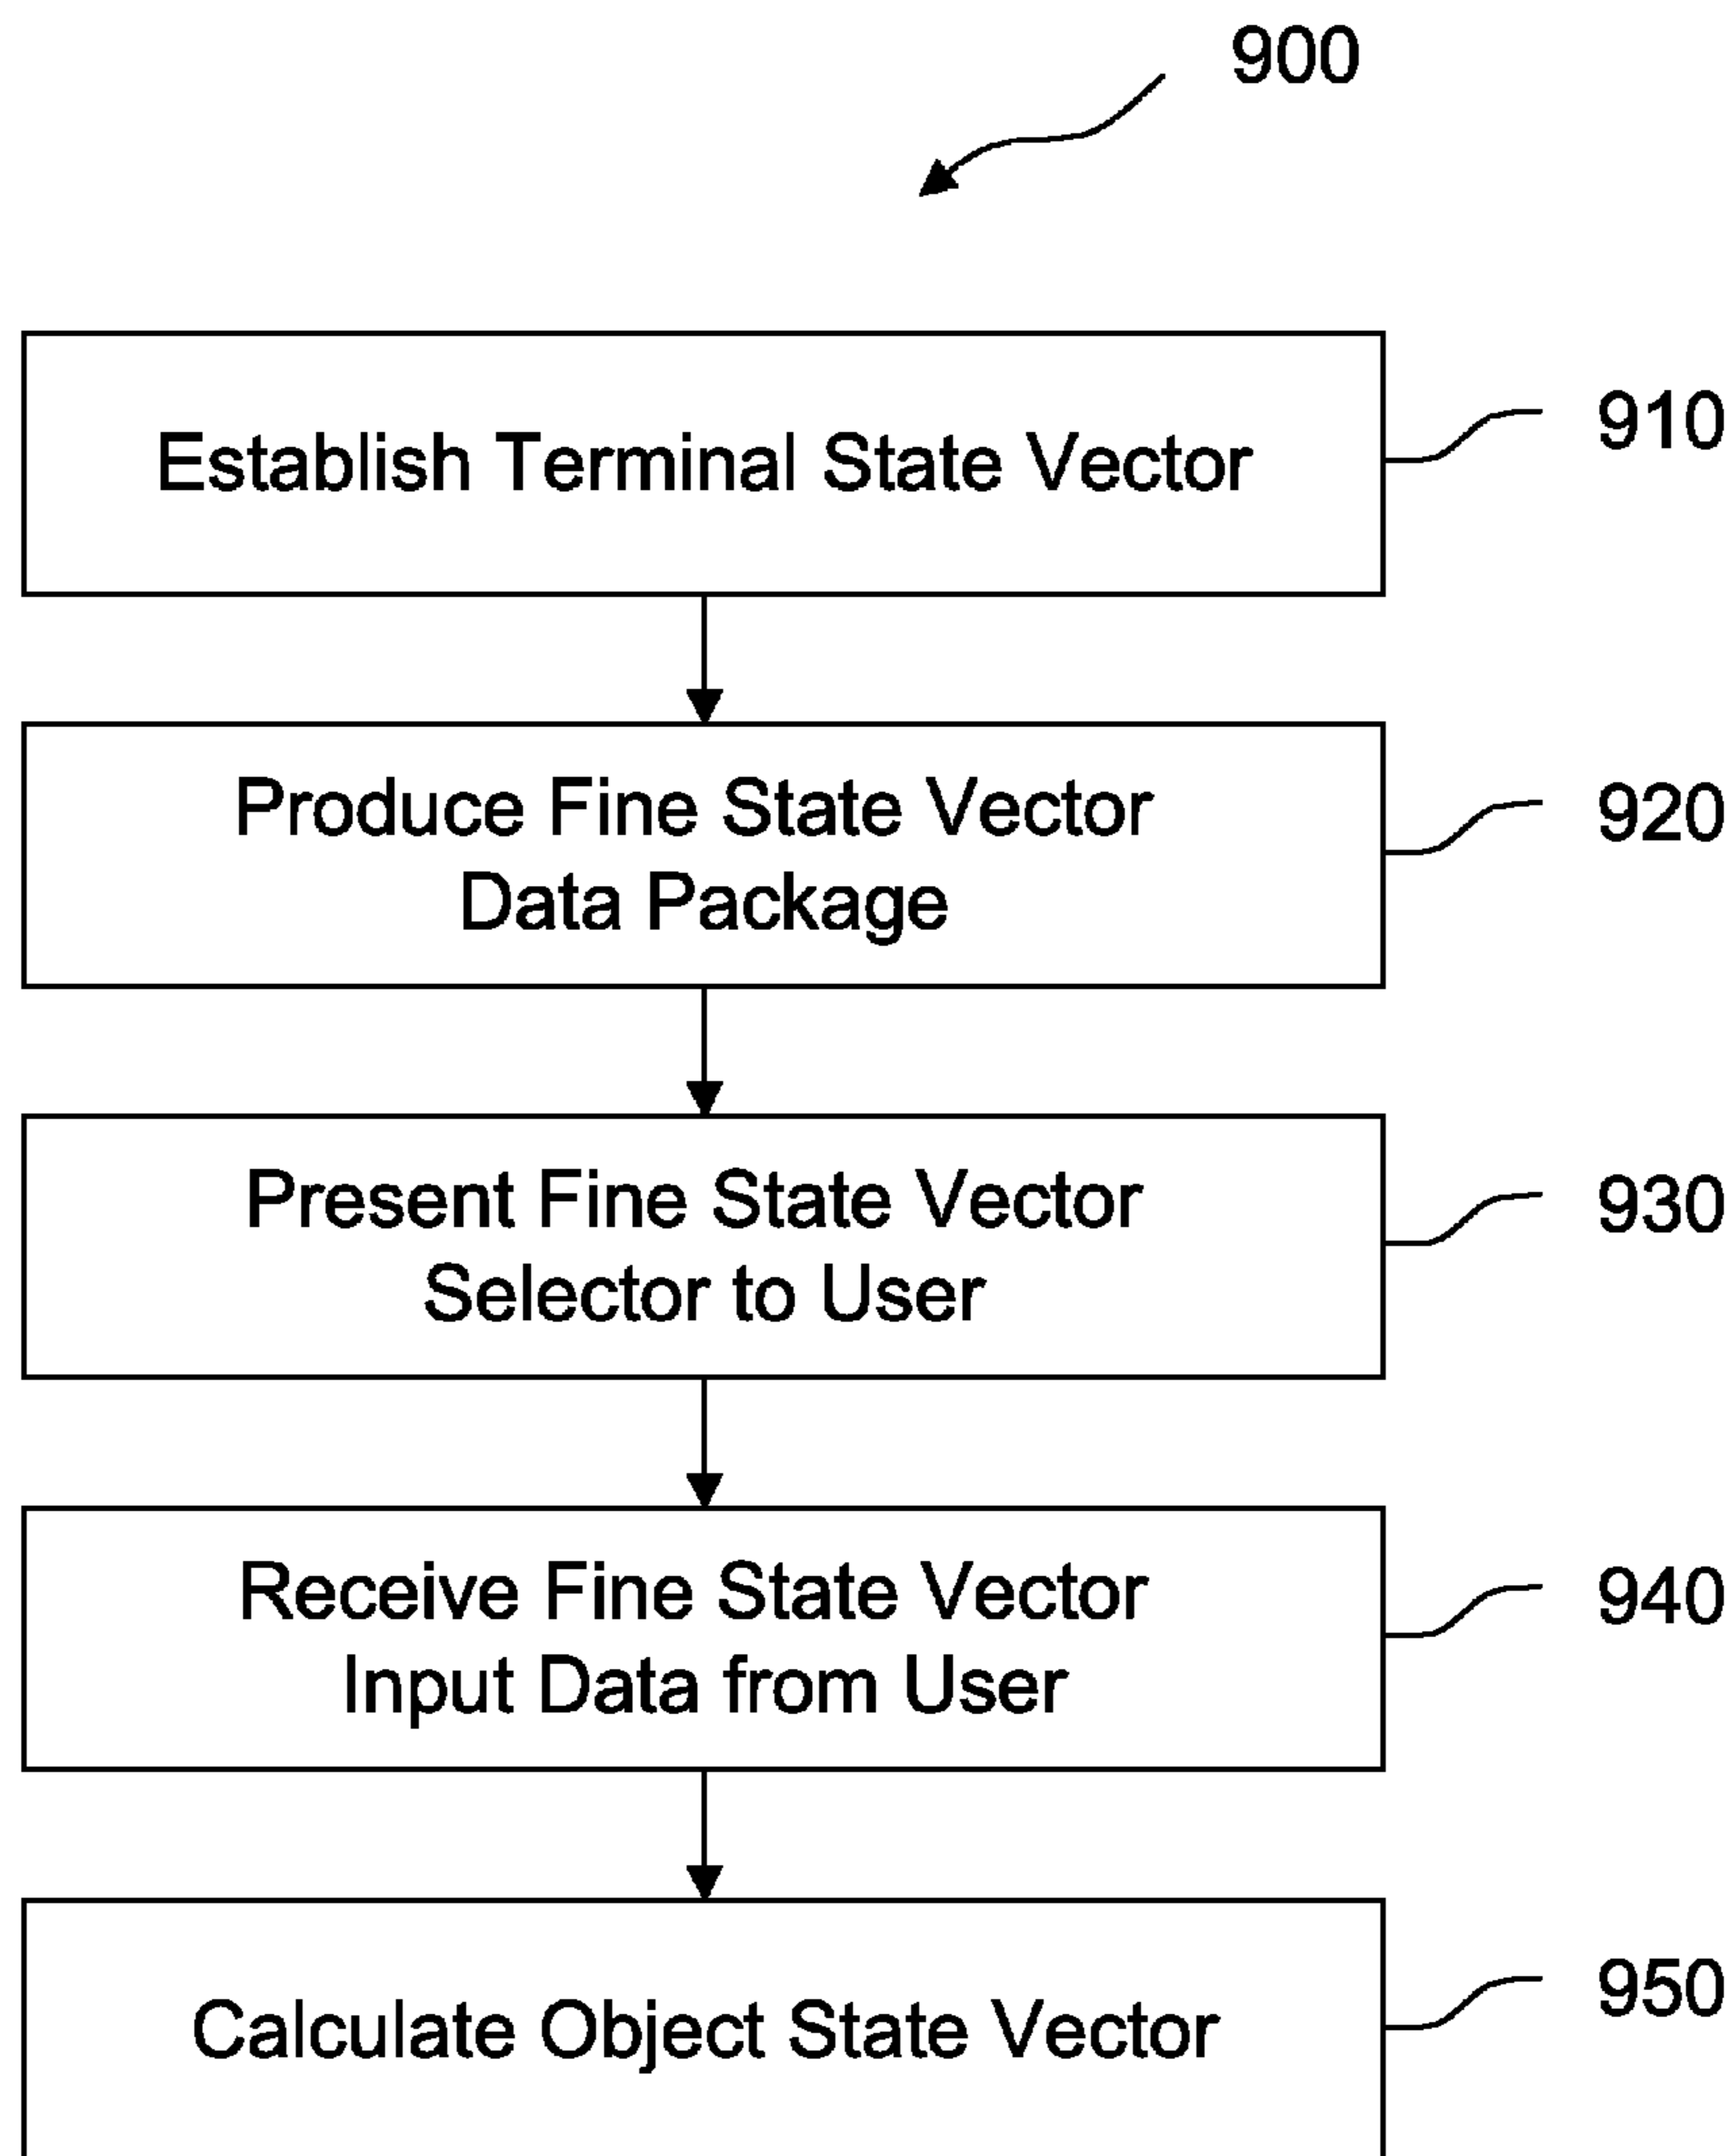 900
Establish Terminal State Vector
910
Produce Fine State Vector
Data Package
920
Present Fine State Vector
Selector to User
930
Receive Fine State Vector
Input Data from User
940
Calculate Object State Vector
950